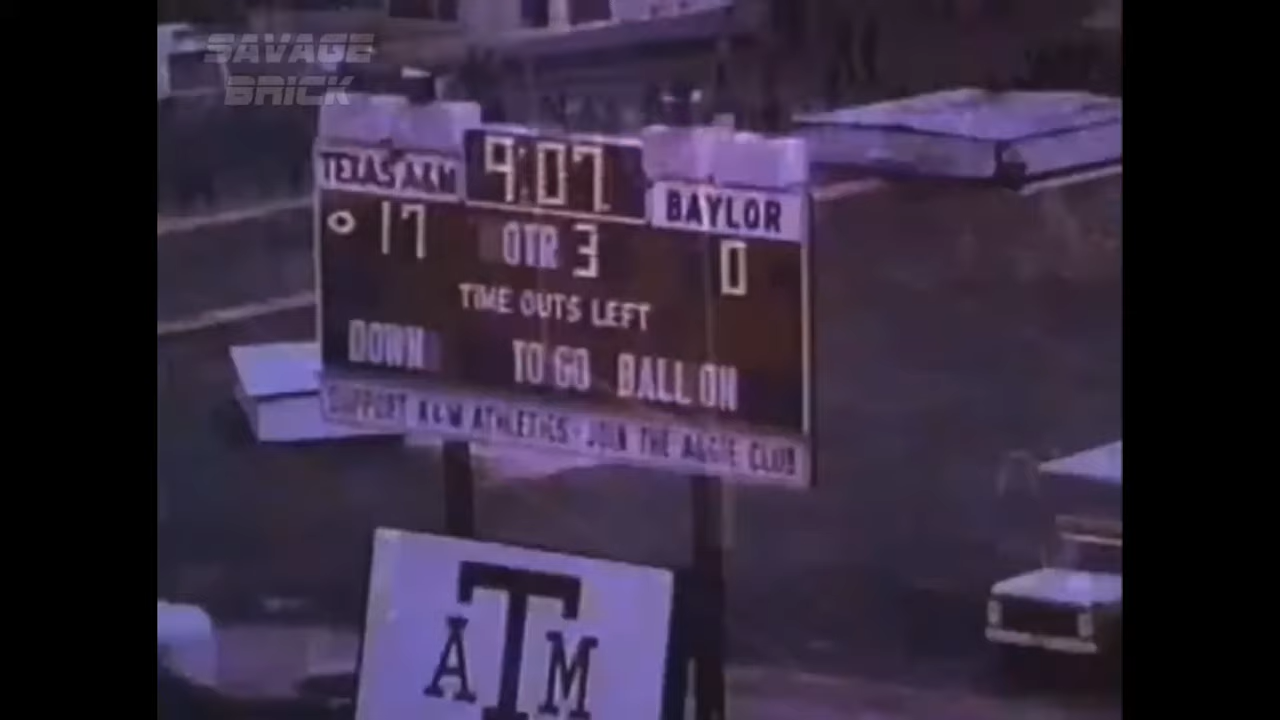 SAVAGE
BRICK
TEXAS A&M
9:07
BAYLOR
17
QTR 3
0
TIME OUTS LEFT
DOWN
TO GO
BALL ON
SUPPORT A&M ATHLETICS - JOIN THE AGGIE CLUB
ATM